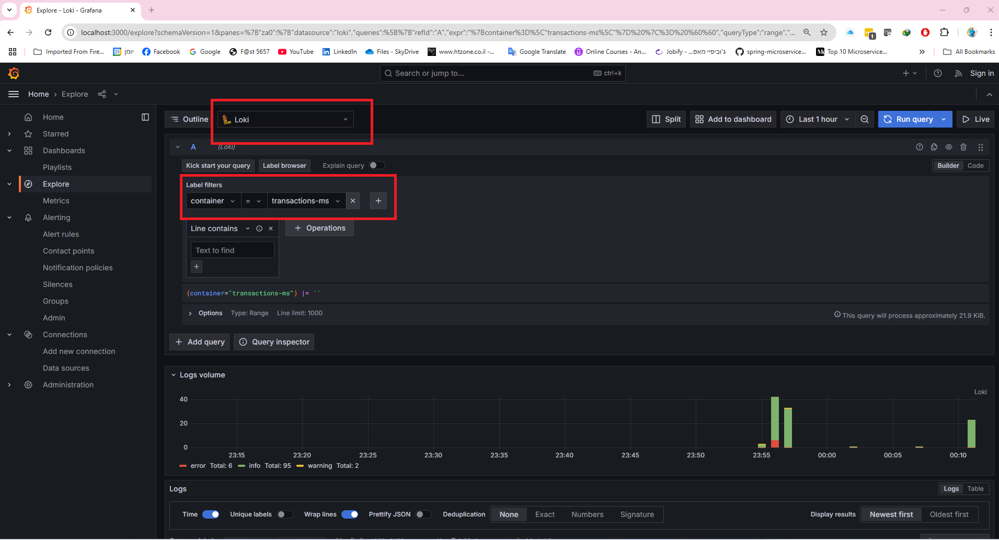 Explore - Loki - Grafana
localhost:3000/explore?schemaVersion=1&panes=%7B"za0":%7B"datasource":"loki","queries":%5B%7B"refId":"A","expr":"%7Bcontainer%3D%5C"transactions-ms%5C"%7D%20%7C%3D%20%60%60","queryType":"range","...
1
Imported From Fire...
23
יומן
Facebook
Google
F@st 5657
YouTube
LinkedIn
Files - SkyDrive
www.htzone.co.il -...
Google Translate
Online Courses - An...
Jobify - ...ג'וביפיי מאפ
spring-microservice...
Top 10 Microservice...
All Bookmarks
Search or jump to...
ctrl+k
Sign in
Home › Explore
Home
Starred
Dashboards
Playlists
Explore
Metrics
Alerting
Alert rules
Contact points
Notification policies
Silences
Groups
Admin
Connections
Add new connection
Data sources
Administration
Outline
Loki
Split
Add to dashboard
Last 1 hour
Run query
Live
A
(Loki)
Kick start your query
Label browser
Explain query
Builder
Code
Label filters
container
=
transactions-ms
Line contains
Operations
Text to find
{container="transactions-ms"} |= ``
Options Type: Range Line limit: 1000
This query will process approximately 21.9 KiB.
Add query
Query inspector
Logs volume
Loki
40
20
0
23:15 23:20 23:25 23:30 23:35 23:40 23:45 23:50 23:55 00:00 00:05 00:10
error Total: 6 info Total: 95 warning Total: 2
Logs
Logs
Table
Time
Unique labels
Wrap lines
Prettify JSON
Deduplication
None
Exact
Numbers
Signature
Display results
Newest first
Oldest first